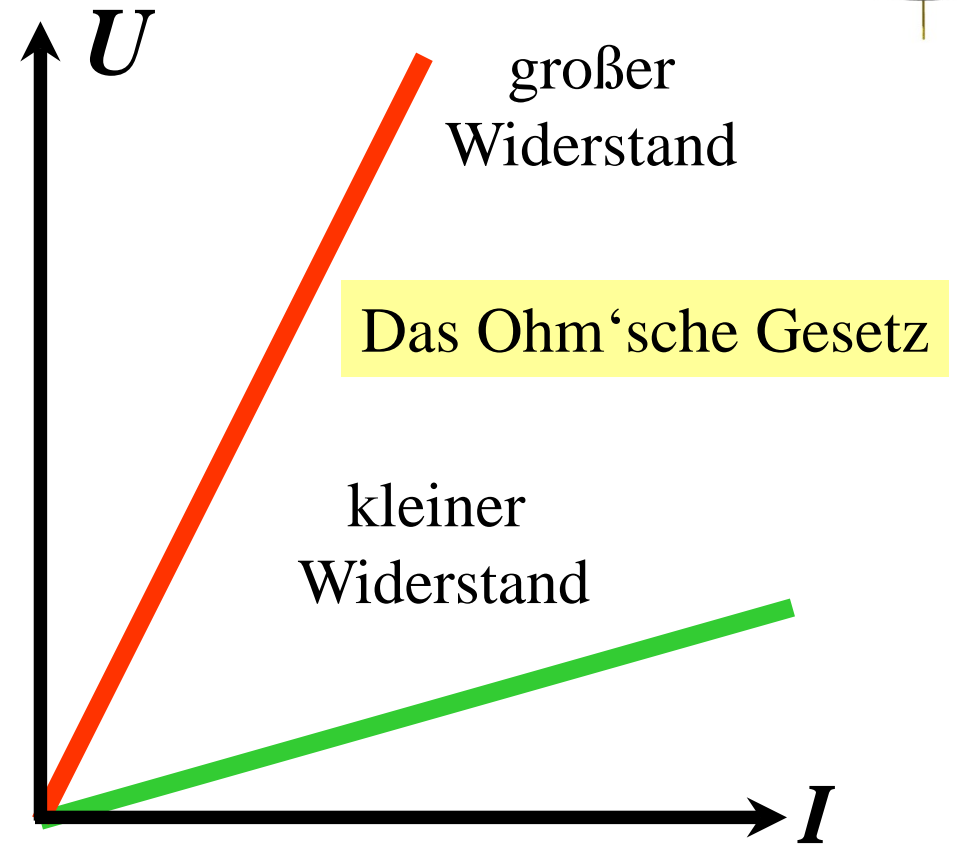 U
großer
Widerstand
Das Ohm‘sche Gesetz
kleiner
Widerstand
I